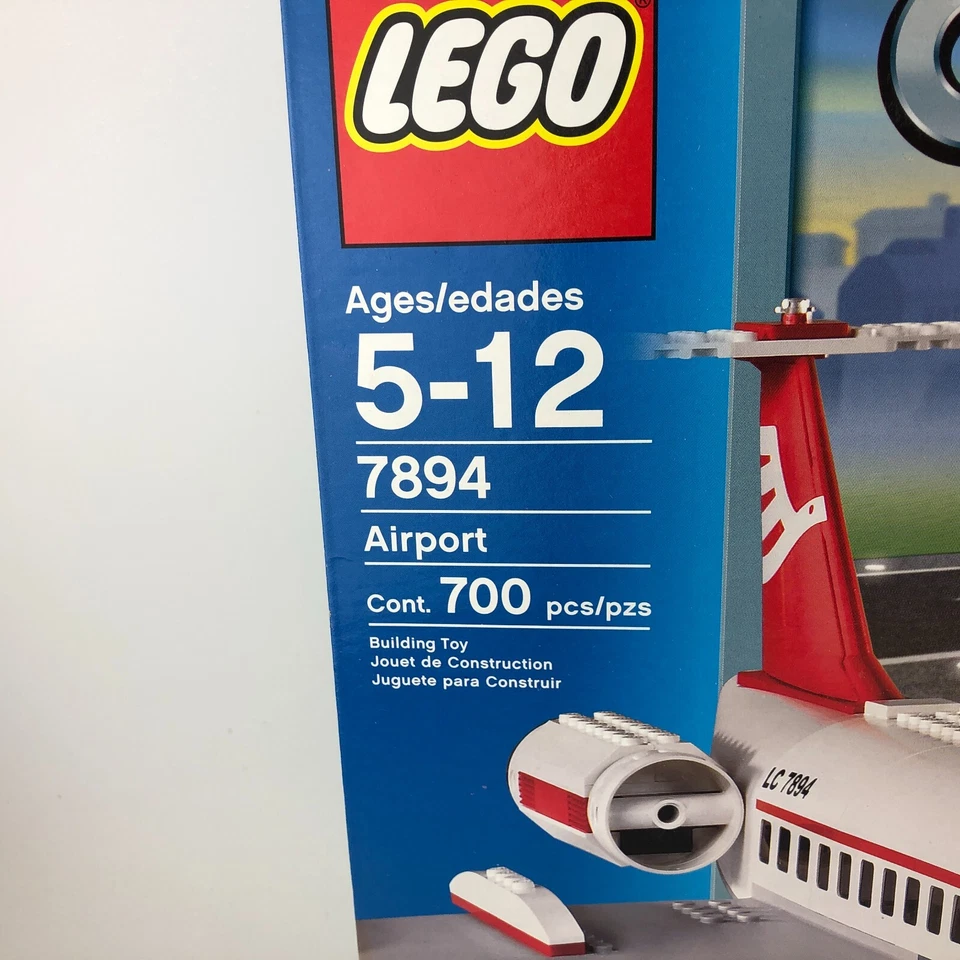 LEGO®
Ages/edades
5-12
7894
Airport
Cont. 700 pcs/pzs
Building Toy
Jouet de Construction
Juguete para Construir
LC 7894